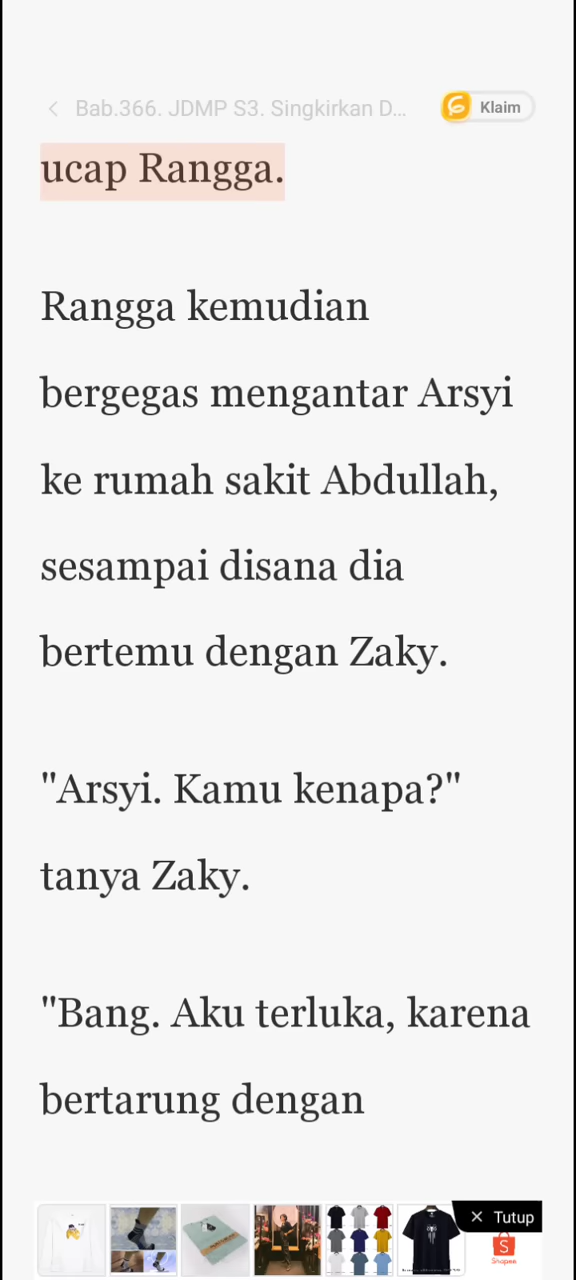 Bab.366. JDMP S3. Singkirkan D...
Klaim
ucap Rangga.
Rangga kemudian
bergegas mengantar Arsyi
ke rumah sakit Abdullah,
sesampai disana dia
bertemu dengan Zaky.
"Arsyi. Kamu kenapa?"
tanya Zaky.
"Bang. Aku terluka, karena
bertarung dengan
Tutup
Shopee